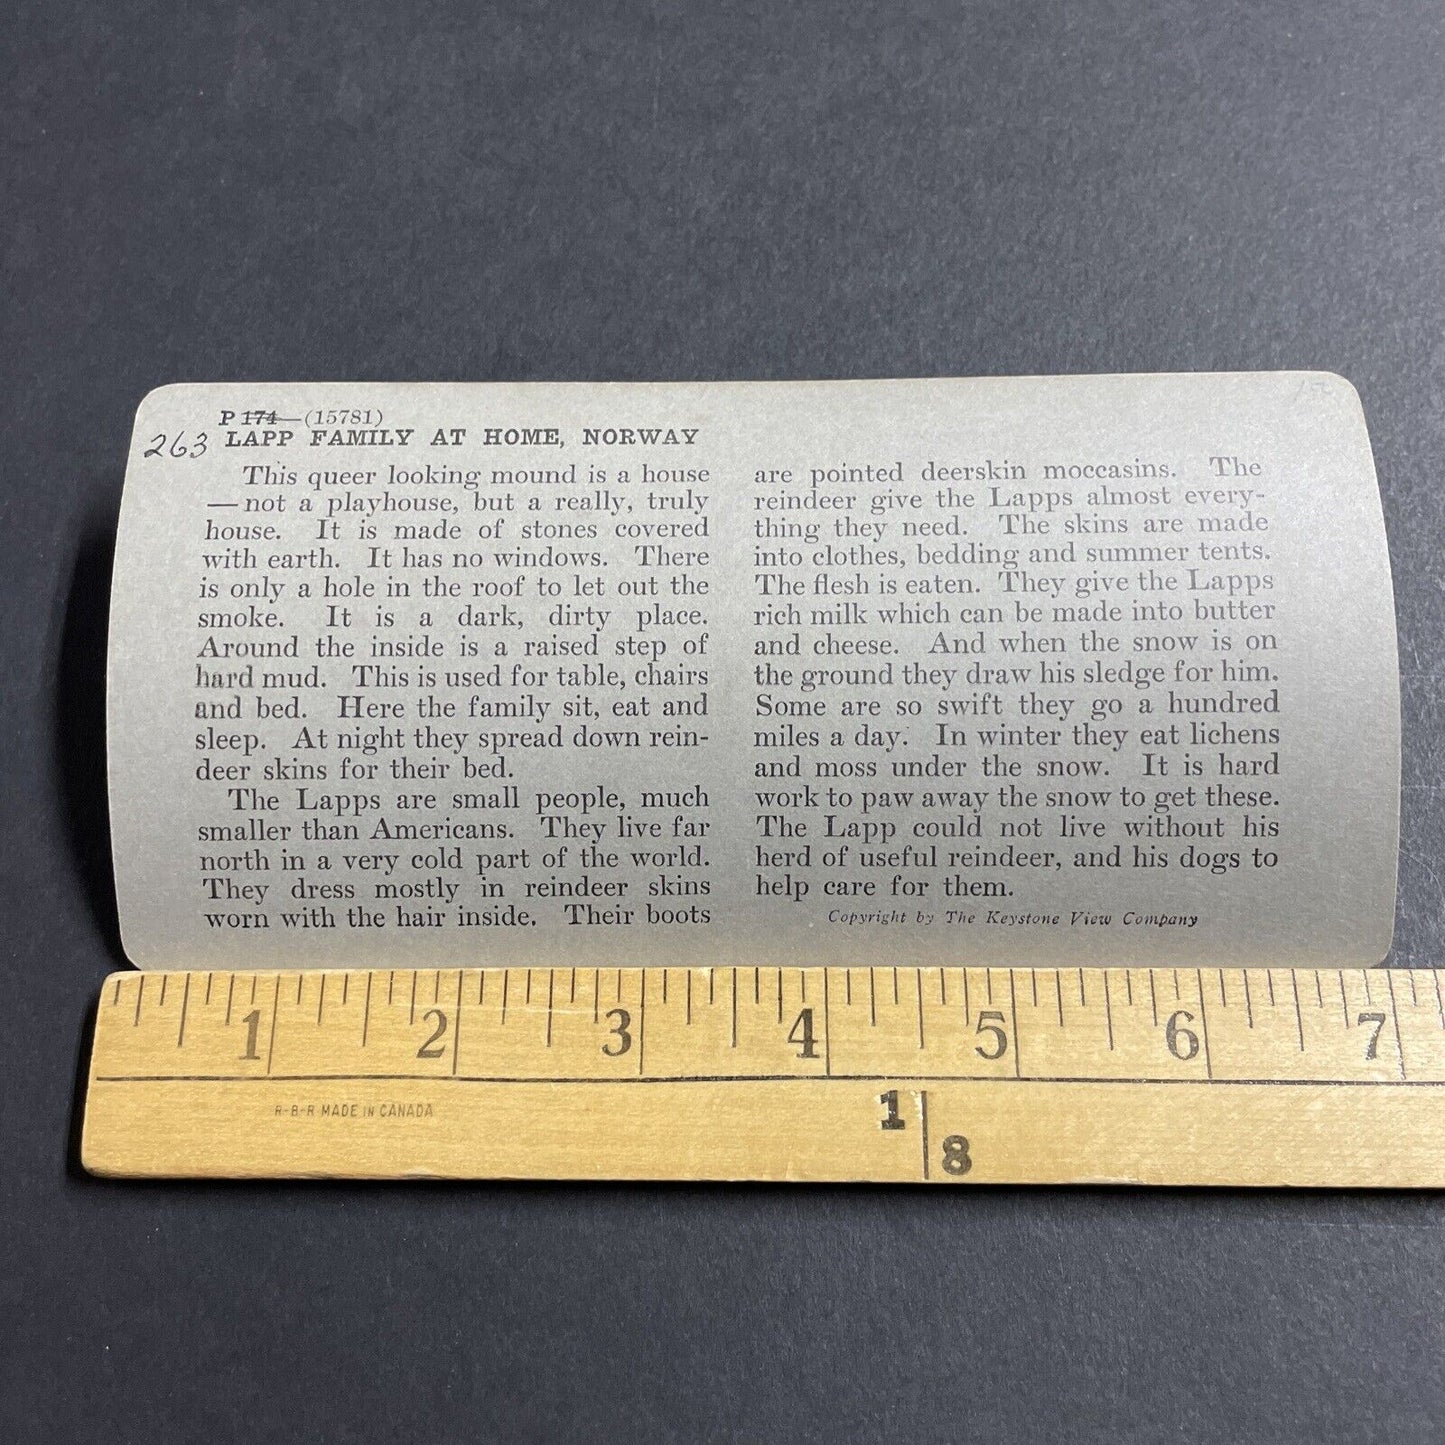 P 174—(15781)
263 LAPP FAMILY AT HOME, NORWAY
This queer looking mound is a house
—not a playhouse, but a really, truly
house. It is made of stones covered
with earth. It has no windows. There
is only a hole in the roof to let out the
smoke. It is a dark, dirty place.
Around the inside is a raised step of
hard mud. This is used for table, chairs
and bed. Here the family sit, eat and
sleep. At night they spread down rein-
deer skins for their bed.
The Lapps are small people, much
smaller than Americans. They live far
north in a very cold part of the world.
They dress mostly in reindeer skins
worn with the hair inside. Their boots
are pointed deerskin moccasins. The
reindeer give the Lapps almost every-
thing they need. The skins are made
into clothes, bedding and summer tents.
The flesh is eaten. They give the Lapps
rich milk which can be made into butter
and cheese. And when the snow is on
the ground they draw his sledge for him.
Some are so swift they go a hundred
miles a day. In winter they eat lichens
and moss under the snow. It is hard
work to paw away the snow to get these.
The Lapp could not live without his
herd of useful reindeer, and his dogs to
help care for them.
Copyright by The Keystone View Company
1 2 3 4 5 6 7
R-B-R MADE IN CANADA
1
8